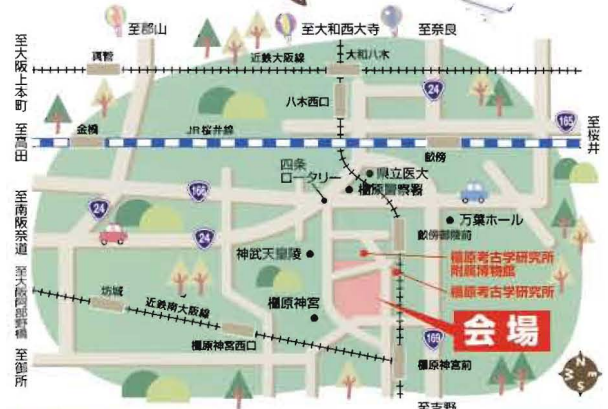 至郡山
至大和西大寺
至奈良
至大阪上本町
真菅
近鉄大阪線
大和八木
24
八木西口
165
至桜井
至高田
金橋
JR桜井線
畝傍
四条
ロータリー
県立医大
橿原警察署
166
24
至南阪奈道
万葉ホール
畝傍御陵前
神武天皇陵
橿原考古学研究所
附属博物館
橿原考古学研究所
至大阪阿部野橋
坊城
近鉄南大阪線
橿原神宮
会場
169
橿原神宮西口
橿原神宮前
至御所
至吉野
N
E
S
W